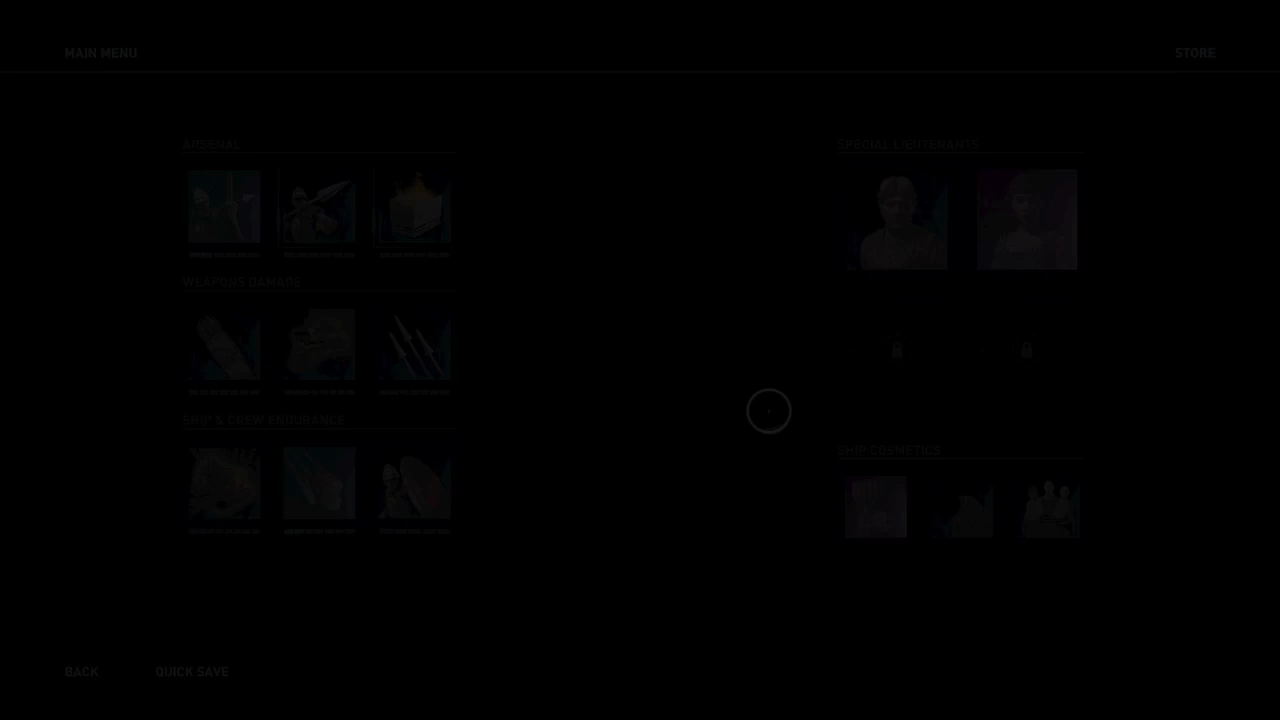 MAIN MENU
STORE
ARSENAL
SPECIAL LIEUTENANTS
WEAPONS DAMAGE
SHIP & CREW ENDURANCE
SHIP COSMETICS
BACK
QUICK SAVE